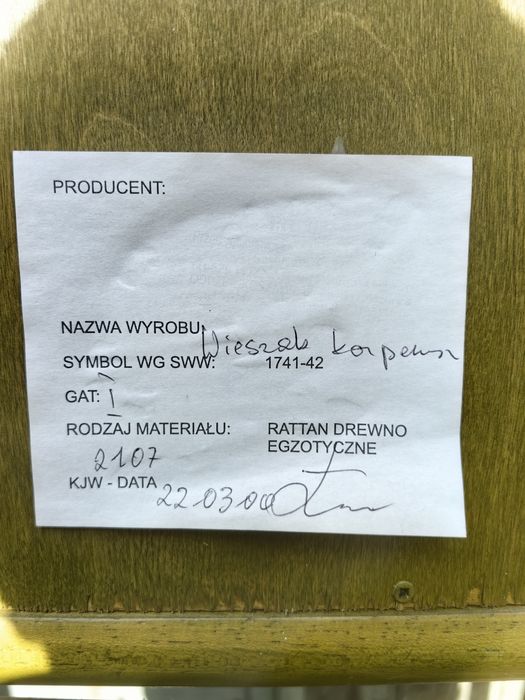 PRODUCENT:
NAZWA WYROBU: Wieszak
SYMBOL WG SWW: 1741-42
GAT: I
RODZAJ MATERIAŁU: RATTAN DREWNO
EGZOTYCZNE
2107
KJW - DATA 22 03 00